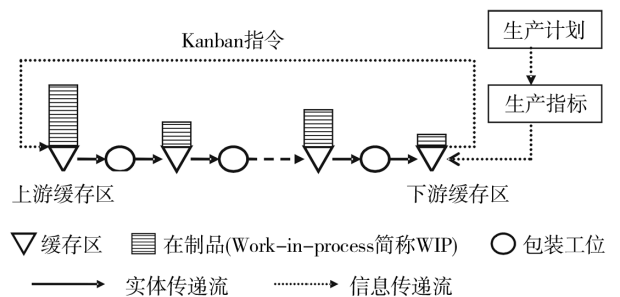 Kanban指令
生产计划
生产指标
上游缓存区
下游缓存区
缓存区
在制品(Work-in-process简称WIP)
包装工位
实体传递流
信息传递流